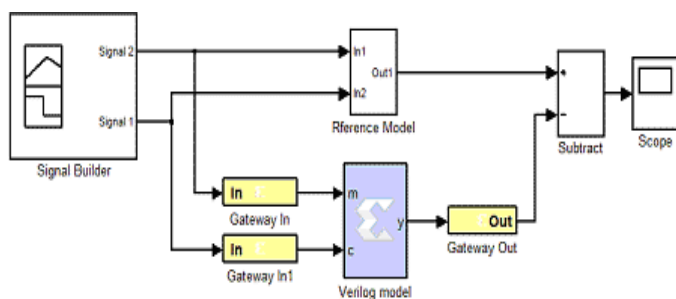 Signal 2
Signal 1
Signal Builder
In1
In2
Out1
Rference Model
+
−
Subtract
Scope
In
Gateway In
In
Gateway In1
m
c
y
Verilog model
Out
Gateway Out